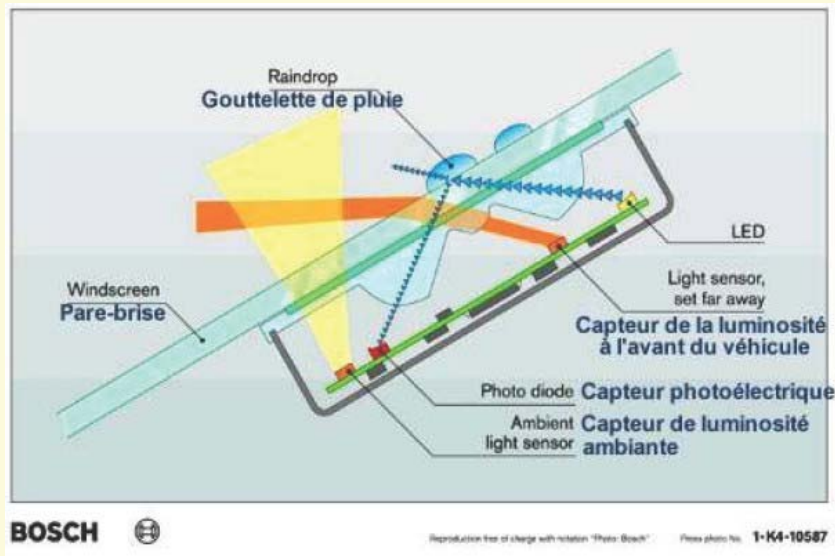 Raindrop
Gouttelette de pluie
LED
Light sensor,
set far away
Capteur de la luminosité
à l'avant du véhicule
Windscreen
Pare-brise
Photo diode Capteur photoélectrique
Ambient Capteur de luminosité
light sensor ambiante
BOSCH
Reproduction free of charge with notation "Photo: Bosch" Press photo No. 1-K4-10587